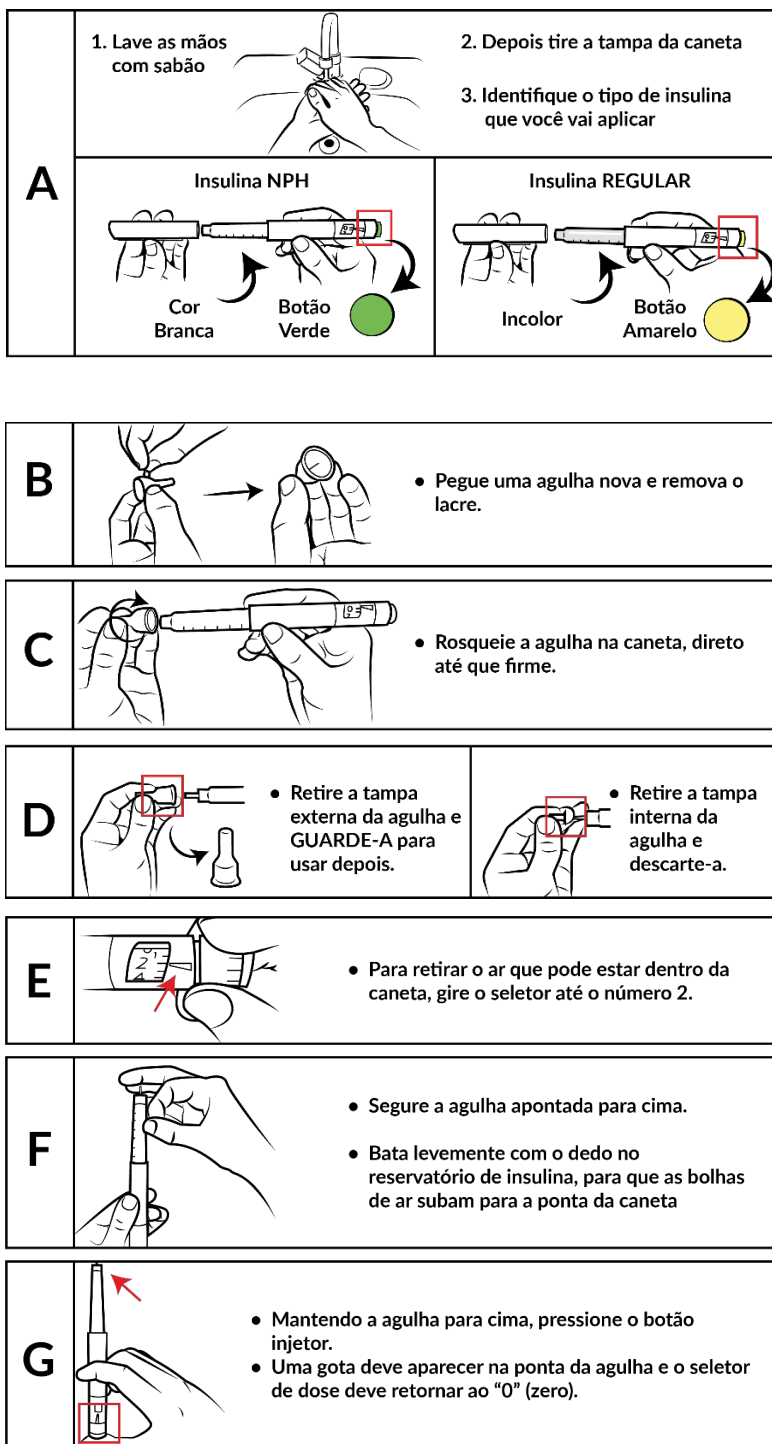 A
1. Lave as mãos
com sabão
2. Depois tire a tampa da caneta
3. Identifique o tipo de insulina
que você vai aplicar
Insulina NPH
Cor
Branca
Botão
Verde
Insulina REGULAR
Incolor
Botão
Amarelo
B
• Pegue uma agulha nova e remova o
lacre.
C
• Rosqueie a agulha na caneta, direto
até que firme.
D
• Retire a tampa
externa da agulha e
GUARDE-A para
usar depois.
• Retire a tampa
interna da
agulha e
descarte-a.
E
2
• Para retirar o ar que pode estar dentro da
caneta, gire o seletor até o número 2.
F
• Segure a agulha apontada para cima.
• Bata levemente com o dedo no
reservatório de insulina, para que as bolhas
de ar subam para a ponta da caneta
G
• Mantendo a agulha para cima, pressione o botão
injetor.
• Uma gota deve aparecer na ponta da agulha e o seletor
de dose deve retornar ao “0” (zero).